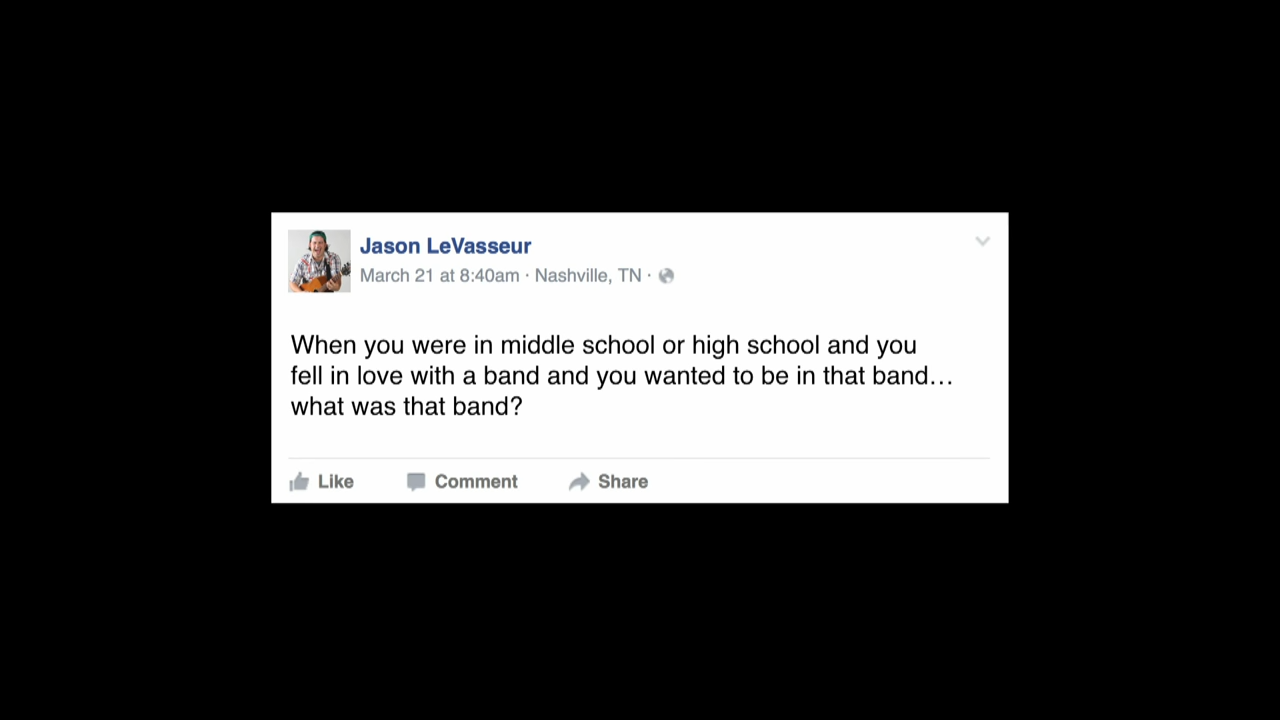 Jason LeVasseur
March 21 at 8:40am · Nashville, TN ·
When you were in middle school or high school and you
fell in love with a band and you wanted to be in that band…
what was that band?
Like Comment Share